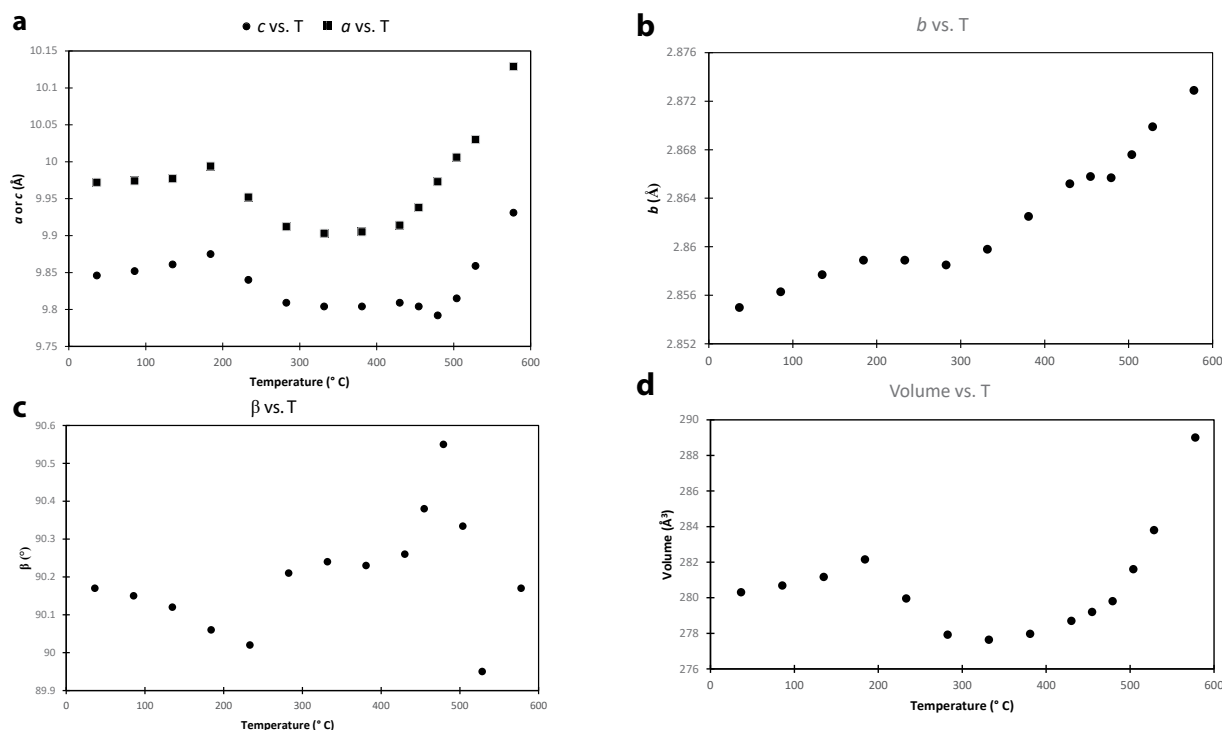 a
c vs. T a vs. T
10.15
10.1
10.05
10
9.95
9.9
9.85
9.8
9.75
a or c (Å)
0 100 200 300 400 500 600
Temperature (° C)
b
b vs. T
2.876
2.872
2.868
2.864
2.86
2.856
2.852
b (Å)
0 100 200 300 400 500 600
c
β vs. T
90.6
90.5
90.4
90.3
90.2
90.1
90
89.9
β (°)
0 100 200 300 400 500 600
Temperature (° C)
d
Volume vs. T
290
288
286
284
282
280
278
276
Volume (Å³)
0 100 200 300 400 500 600
Temperature (° C)